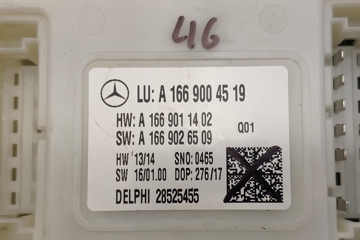 4G
LU: A 166 900 45 19
HW: A 166 901 14 02
SW: A 166 902 65 09 Q01
HW 13/14 SNO: 0465
SW 16/01.00 DOP: 276/17
DELPHI 28525455